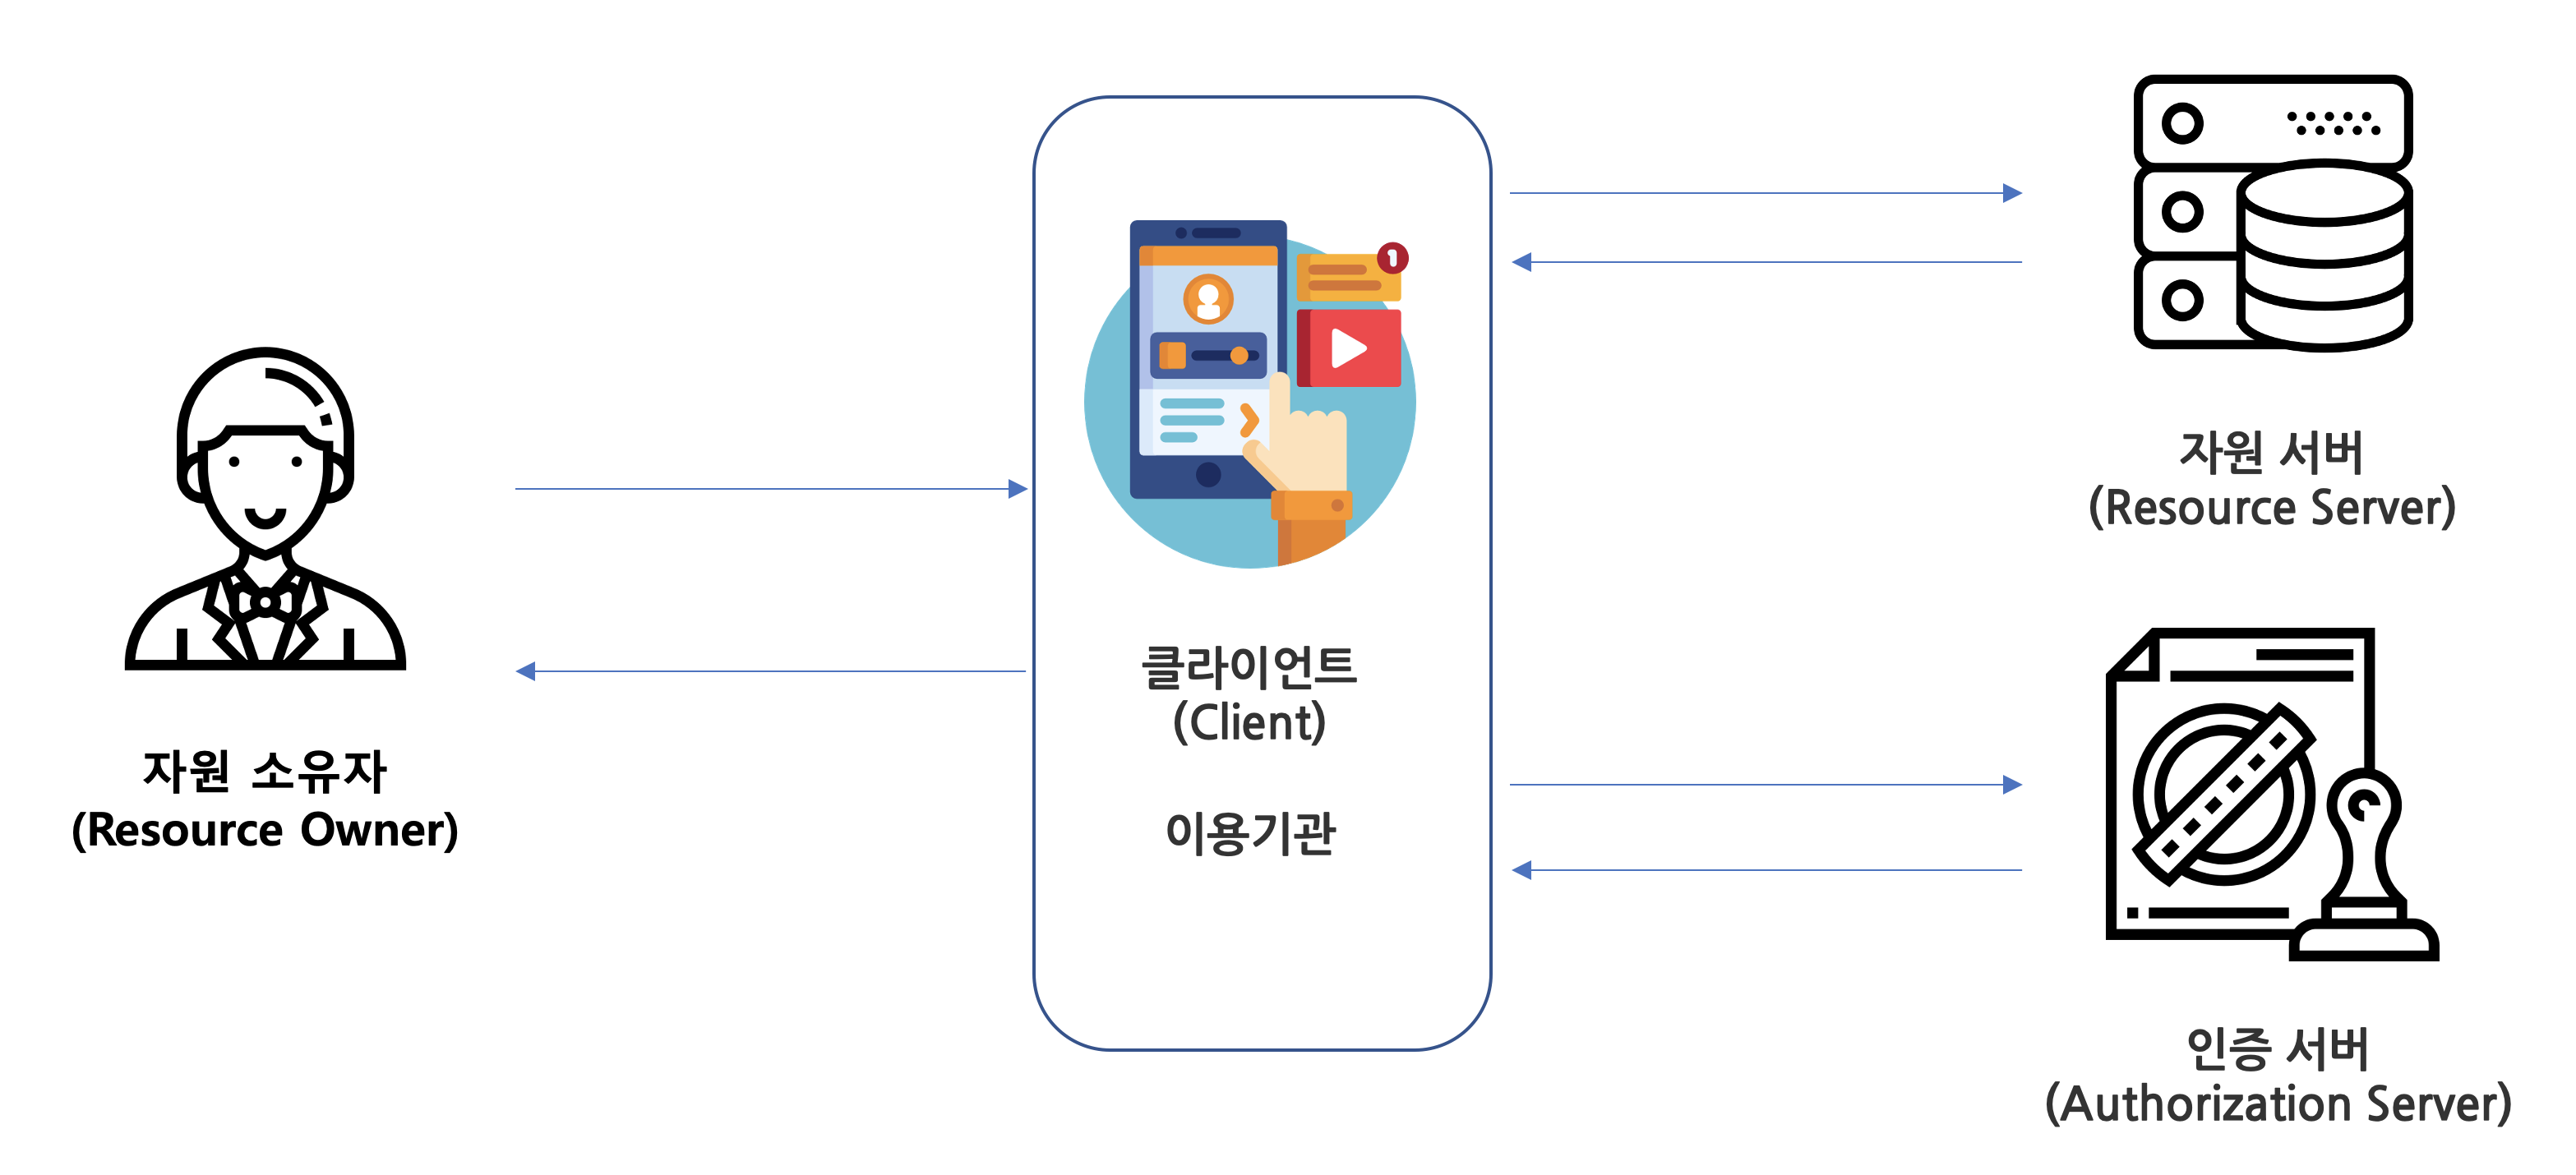 자원 소유자
(Resource Owner)
1
클라이언트
(Client)
이용기관
자원 서버
(Resource Server)
인증 서버
(Authorization Server)